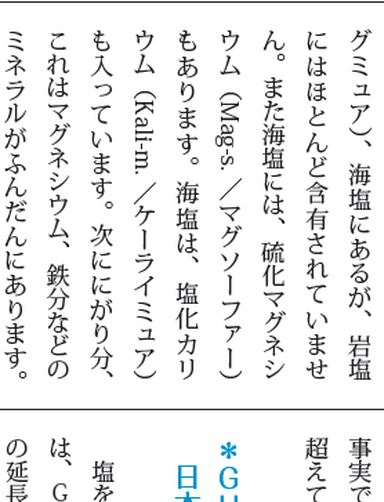 グミュア）、海塩にあるが、岩塩
にはほとんど含有されていませ
ん。また海塩には、硫化マグネシ
ウム（Mag-s.／マグソーファー）
もあります。海塩は、塩化カリ
ウム（Kali-m.／ケーライミュア）
も入っています。次ににがり分、
これはマグネシウム、鉄分などの
ミネラルがふんだんにあります。
事実で
超えて
＊G
日本
塩を
は、G
の延長